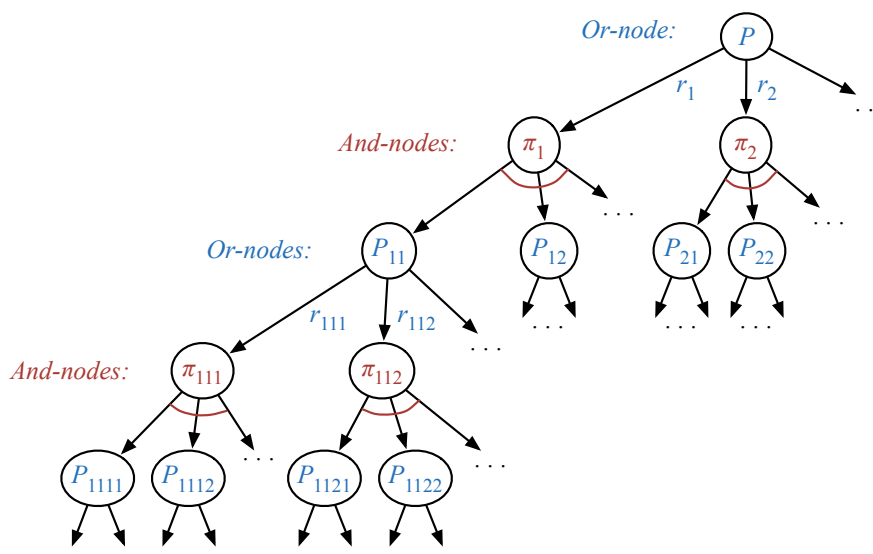 Or-node: P
r₁ r₂ . .
And-nodes: π₁ π₂
. . . . . .
Or-nodes: P₁₁ P₁₂ P₂₁ P₂₂
r₁₁₁ r₁₁₂ . . . . . . . . .
. . .
And-nodes: π₁₁₁ π₁₁₂
. . . . . .
P₁₁₁₁ P₁₁₁₂ P₁₁₂₁ P₁₁₂₂